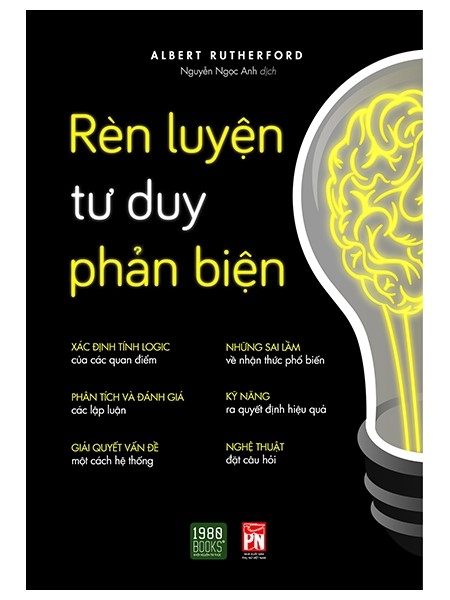 ALBERT RUTHERFORD
Nguyễn Ngọc Anh dịch
Rèn luyện
tư duy
phản biện
XÁC ĐỊNH TÍNH LOGIC
của các quan điểm
PHÂN TÍCH VÀ ĐÁNH GIÁ
các lập luận
GIẢI QUYẾT VẤN ĐỀ
một cách hệ thống
NHỮNG SAI LẦM
về nhận thức phổ biến
KỸ NĂNG
ra quyết định hiệu quả
NGHỆ THUẬT
đặt câu hỏi
1980
BOOKS
PN